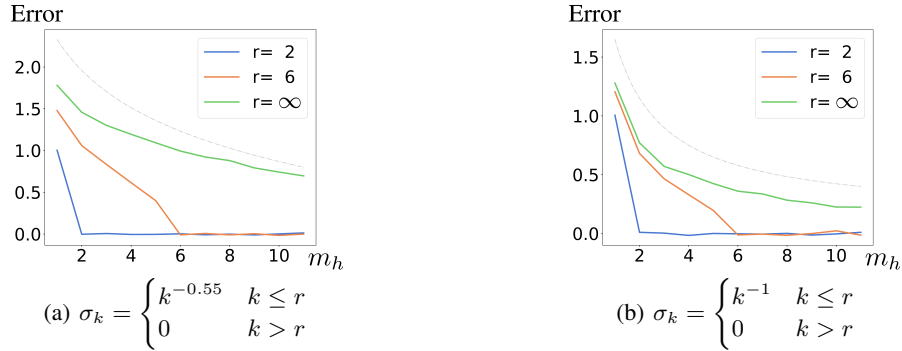 Error
2.0
1.5
1.0
0.5
0.0
2 4 6 8 10
m_h
r= 2
r= 6
r= ∞
(a) σ_k = { k^{-0.55} k ≤ r
0 k > r
Error
1.5
1.0
0.5
0.0
2 4 6 8 10
m_h
r= 2
r= 6
r= ∞
(b) σ_k = { k^{-1} k ≤ r
0 k > r